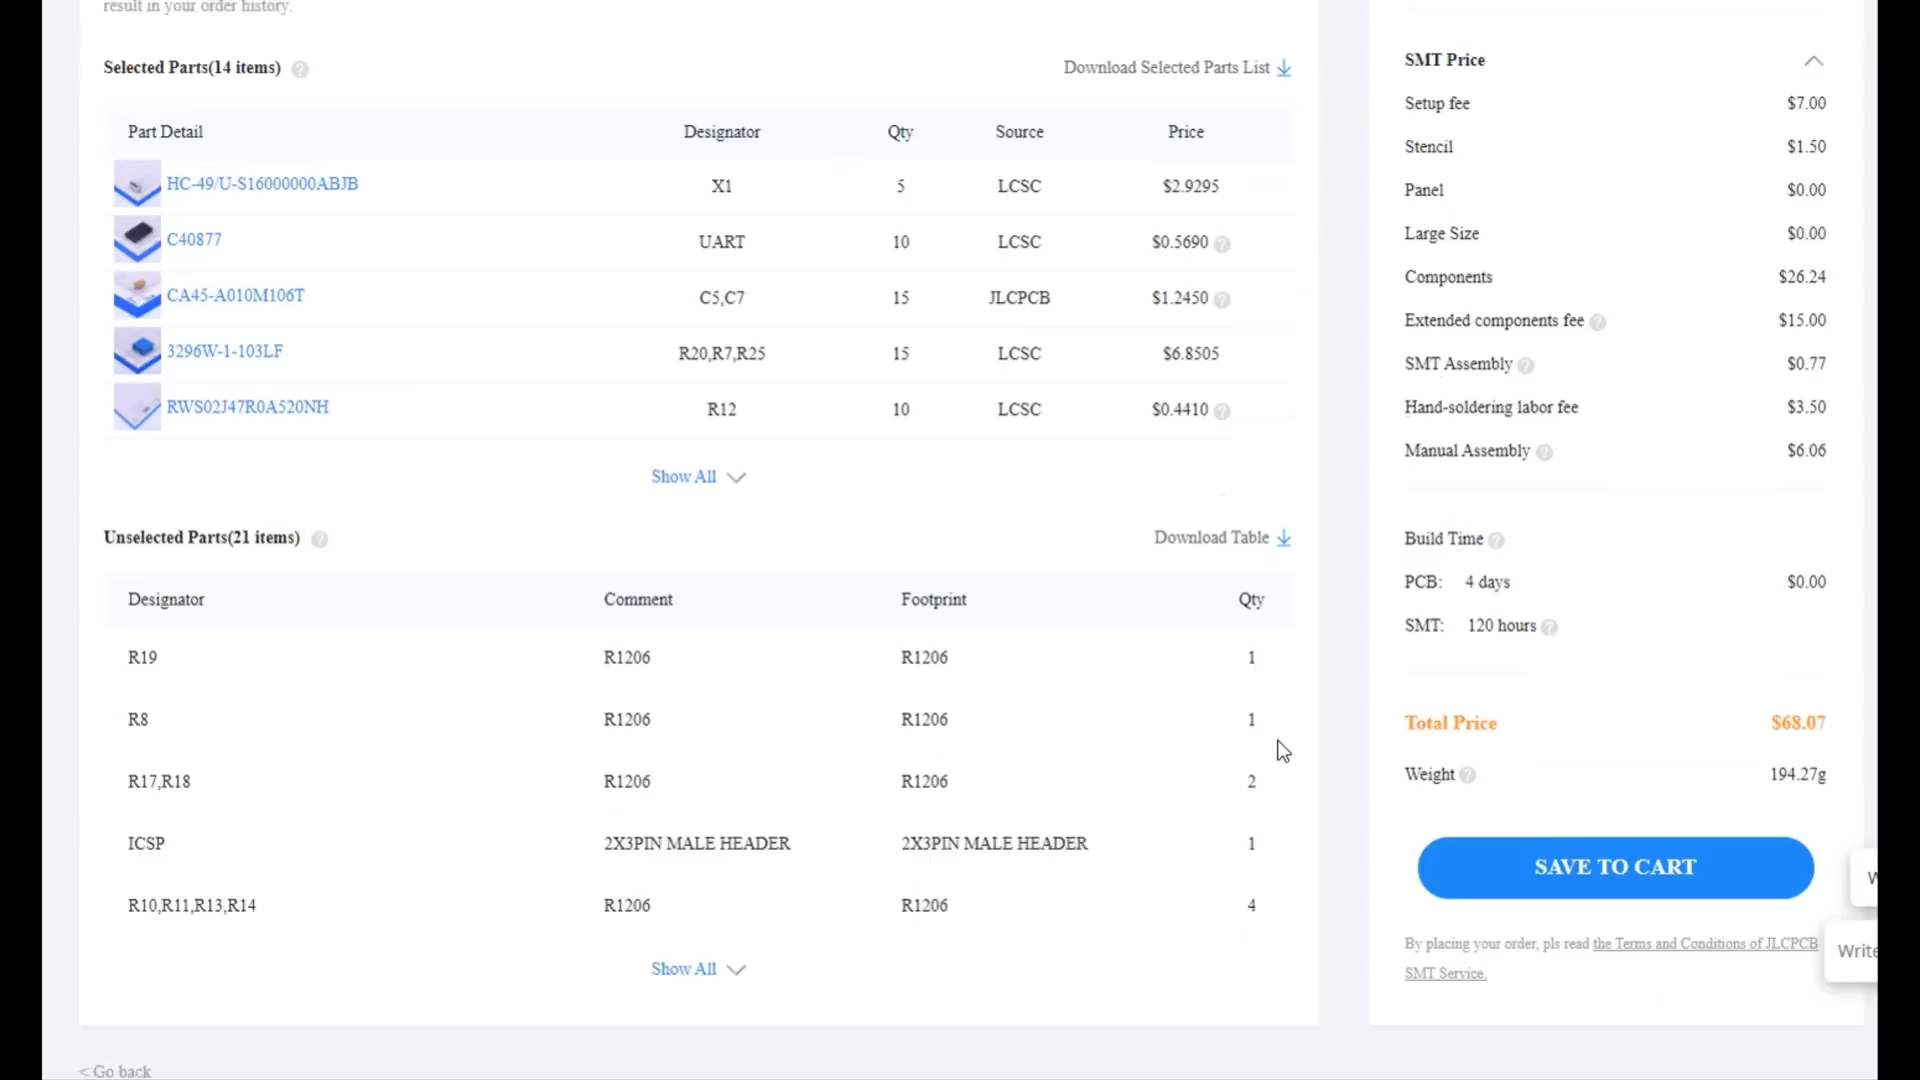 result in your order history.
Selected Parts(14 items)
Download Selected Parts List
Part Detail Designator Qty Source Price
HC-49/U-S16000000ABJB X1 5 LCSC $2.9295
C40877 UART 10 LCSC $0.5690
CA45-A010M106T C5,C7 15 JLCPCB $1.2450
3296W-1-103LF R20,R7,R25 15 LCSC $6.8505
RWS02J47R0A520NH R12 10 LCSC $0.4410
Show All
Unselected Parts(21 items)
Download Table
Designator Comment Footprint Qty
R19 R1206 R1206 1
R8 R1206 R1206 1
R17,R18 R1206 R1206 2
ICSP 2X3PIN MALE HEADER 2X3PIN MALE HEADER 1
R10,R11,R13,R14 R1206 R1206 4
Show All
< Go back
SMT Price
Setup fee $7.00
Stencil $1.50
Panel $0.00
Large Size $0.00
Components $26.24
Extended components fee $15.00
SMT Assembly $0.77
Hand-soldering labor fee $3.50
Manual Assembly $6.06
Build Time
PCB: 4 days $0.00
SMT: 120 hours
Total Price $68.07
Weight 194.27g
SAVE TO CART
By placing your order, pls read the Terms and Conditions of JLCPCB
SMT Service.
Write